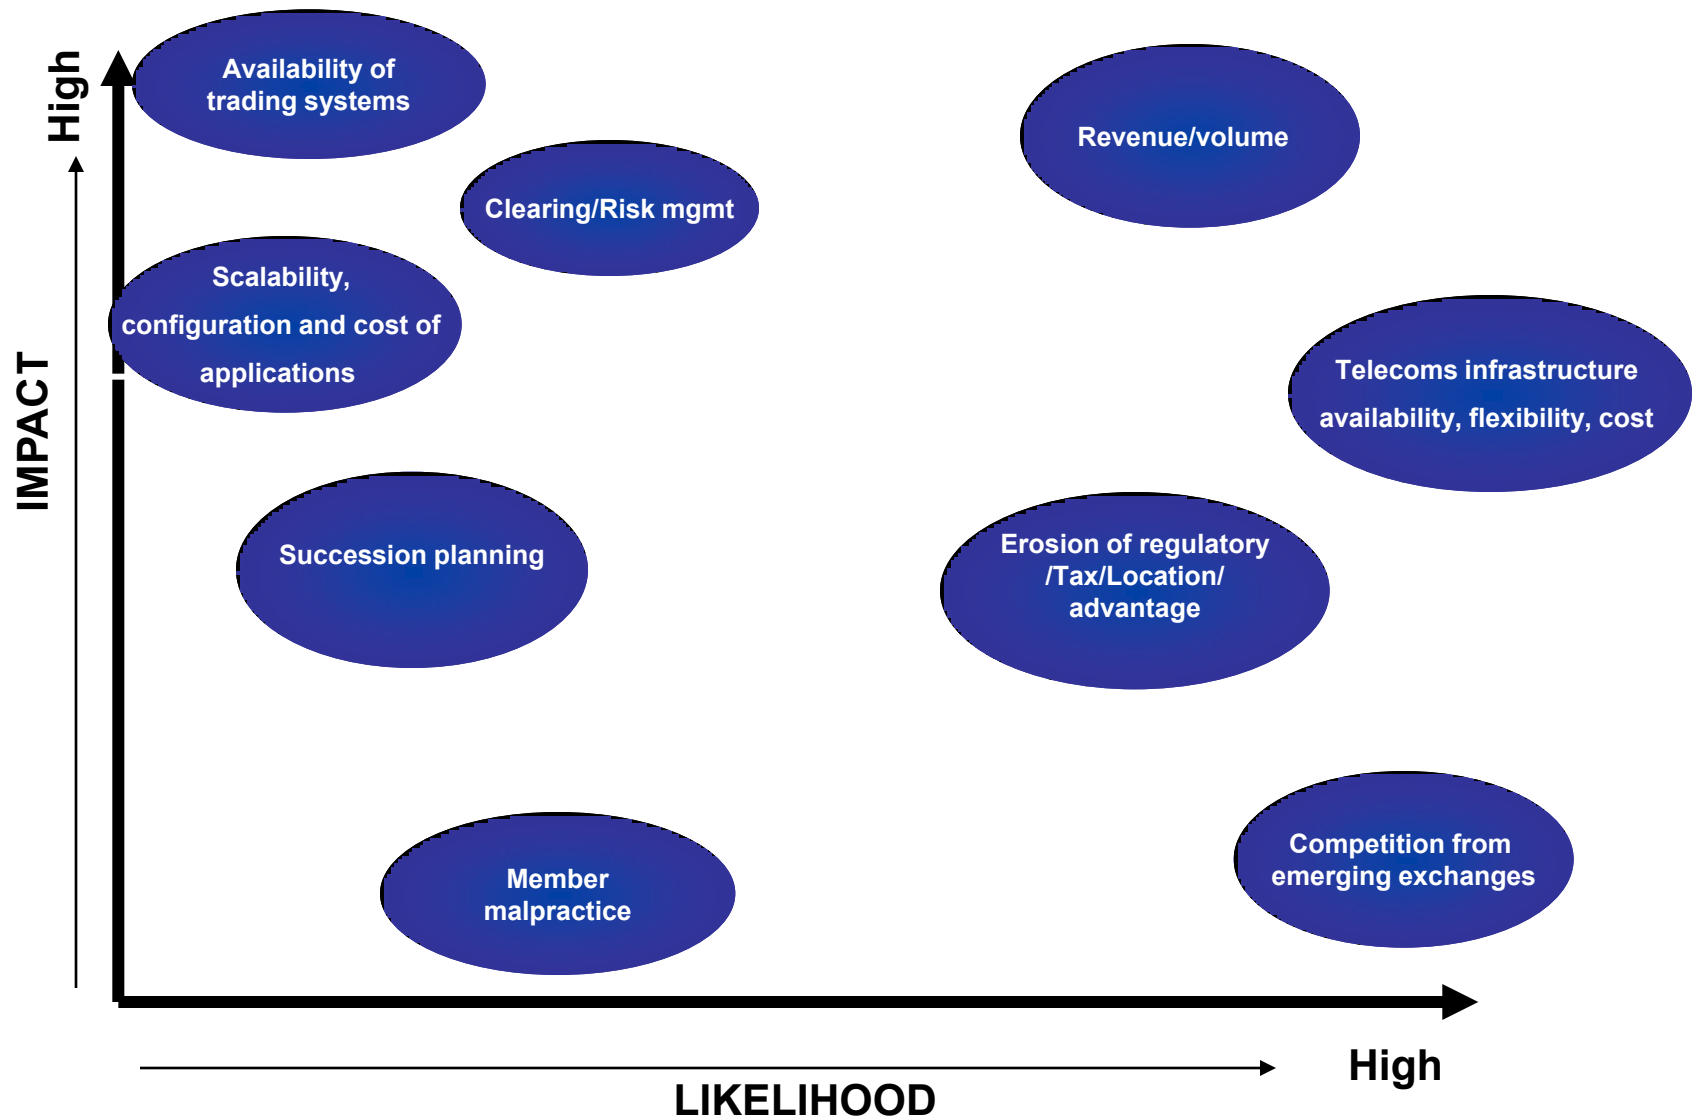 High
IMPACT
Availability of
trading systems
Revenue/volume
Clearing/Risk mgmt
Scalability,
configuration and cost of
applications
Telecoms infrastructure
availability, flexibility, cost
Succession planning
Erosion of regulatory
/Tax/Location/
advantage
Competition from
emerging exchanges
Member
malpractice
High
LIKELIHOOD